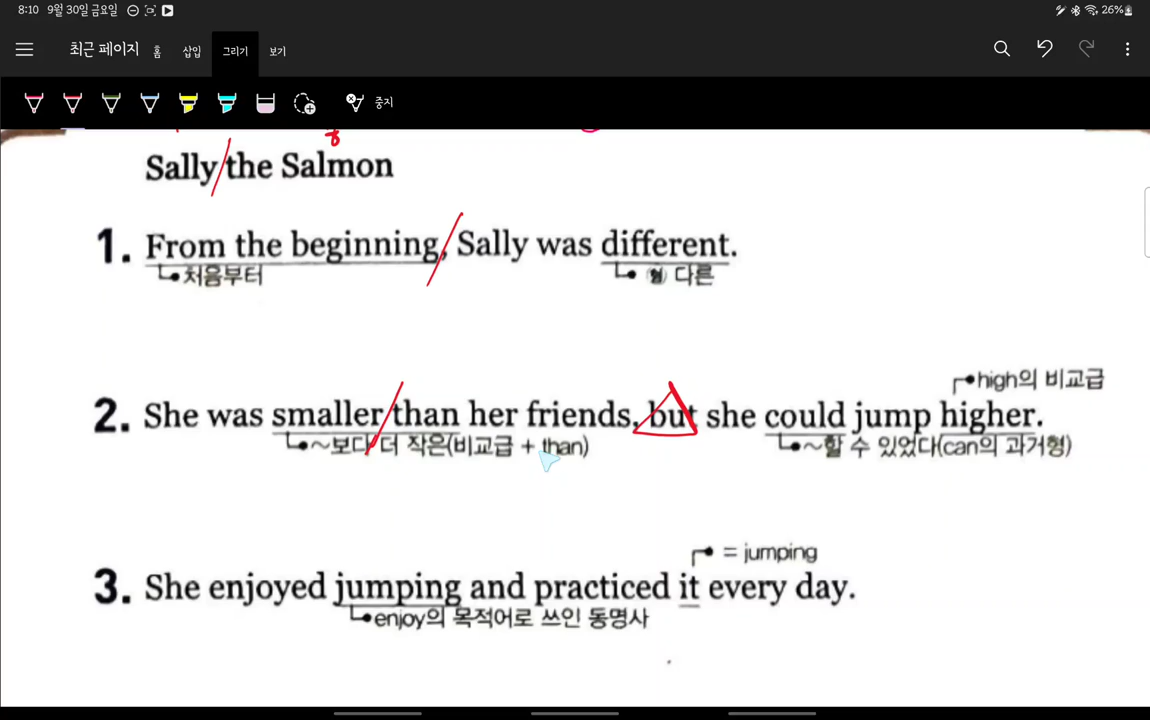 8:10 9월 30일 금요일 26%
최근 페이지 홈 삽입 그리기 보기
중지
Sally the Salmon
1. From the beginning, Sally was different.
처음부터 형 다른
high의 비교급
2. She was smaller than her friends, but she could jump higher.
~보다 더 작은(비교급 + than) ~할 수 있었다(can의 과거형)
= jumping
3. She enjoyed jumping and practiced it every day.
enjoy의 목적어로 쓰인 동명사